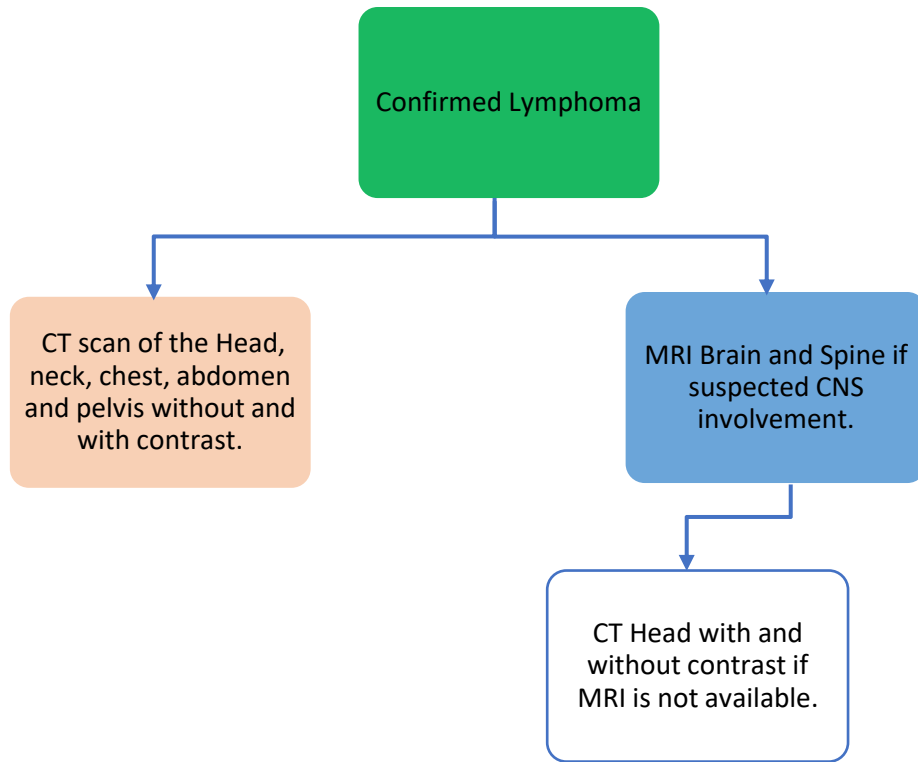 Confirmed Lymphoma
CT scan of the Head,
neck, chest, abdomen
and pelvis without and
with contrast.
MRI Brain and Spine if
suspected CNS
involvement.
CT Head with and
without contrast if
MRI is not available.